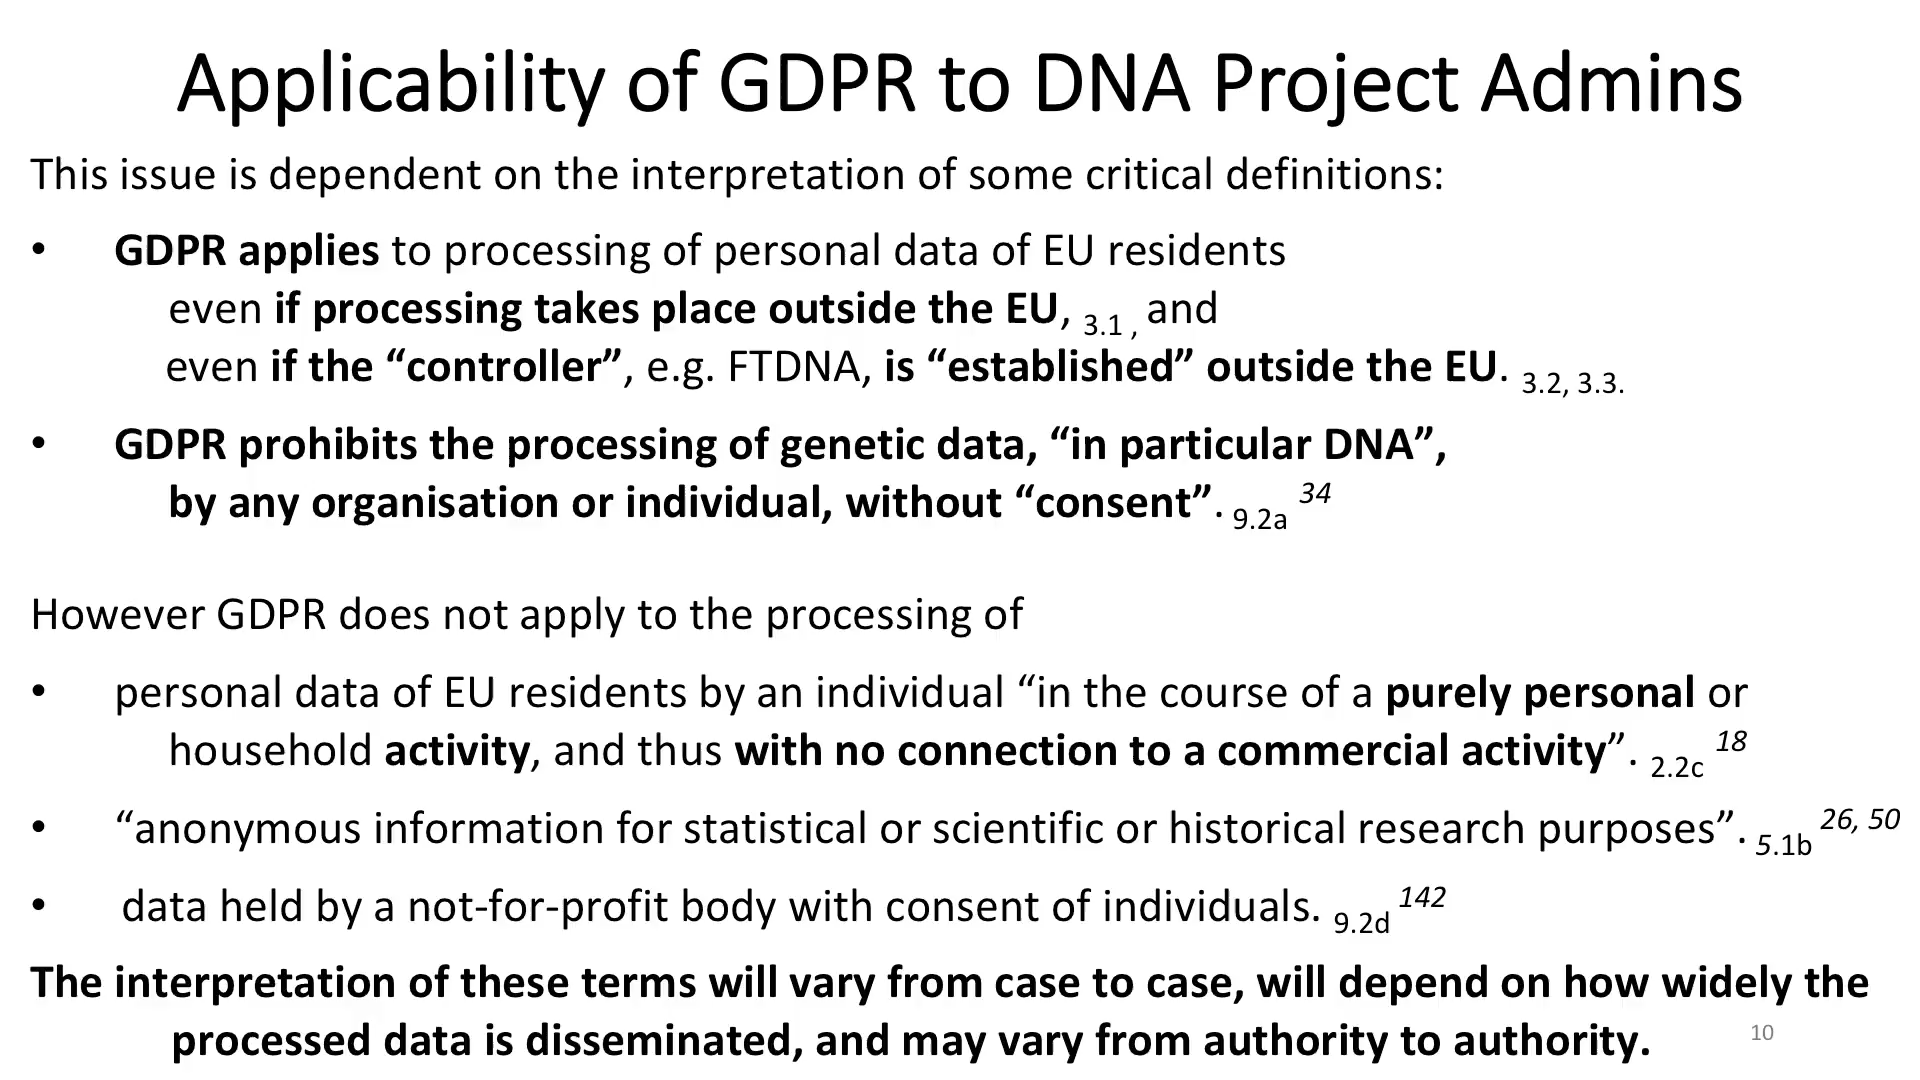 Applicability of GDPR to DNA Project Admins
This issue is dependent on the interpretation of some critical definitions:
• GDPR applies to processing of personal data of EU residents
even if processing takes place outside the EU, 3.1 , and
even if the “controller”, e.g. FTDNA, is “established” outside the EU. 3.2, 3.3.
• GDPR prohibits the processing of genetic data, “in particular DNA”,
by any organisation or individual, without “consent”. 9.2a 34
However GDPR does not apply to the processing of
• personal data of EU residents by an individual “in the course of a purely personal or
household activity, and thus with no connection to a commercial activity”. 2.2c 18
• “anonymous information for statistical or scientific or historical research purposes”. 5.1b 26, 50
• data held by a not-for-profit body with consent of individuals. 9.2d 142
The interpretation of these terms will vary from case to case, will depend on how widely the
processed data is disseminated, and may vary from authority to authority.
10